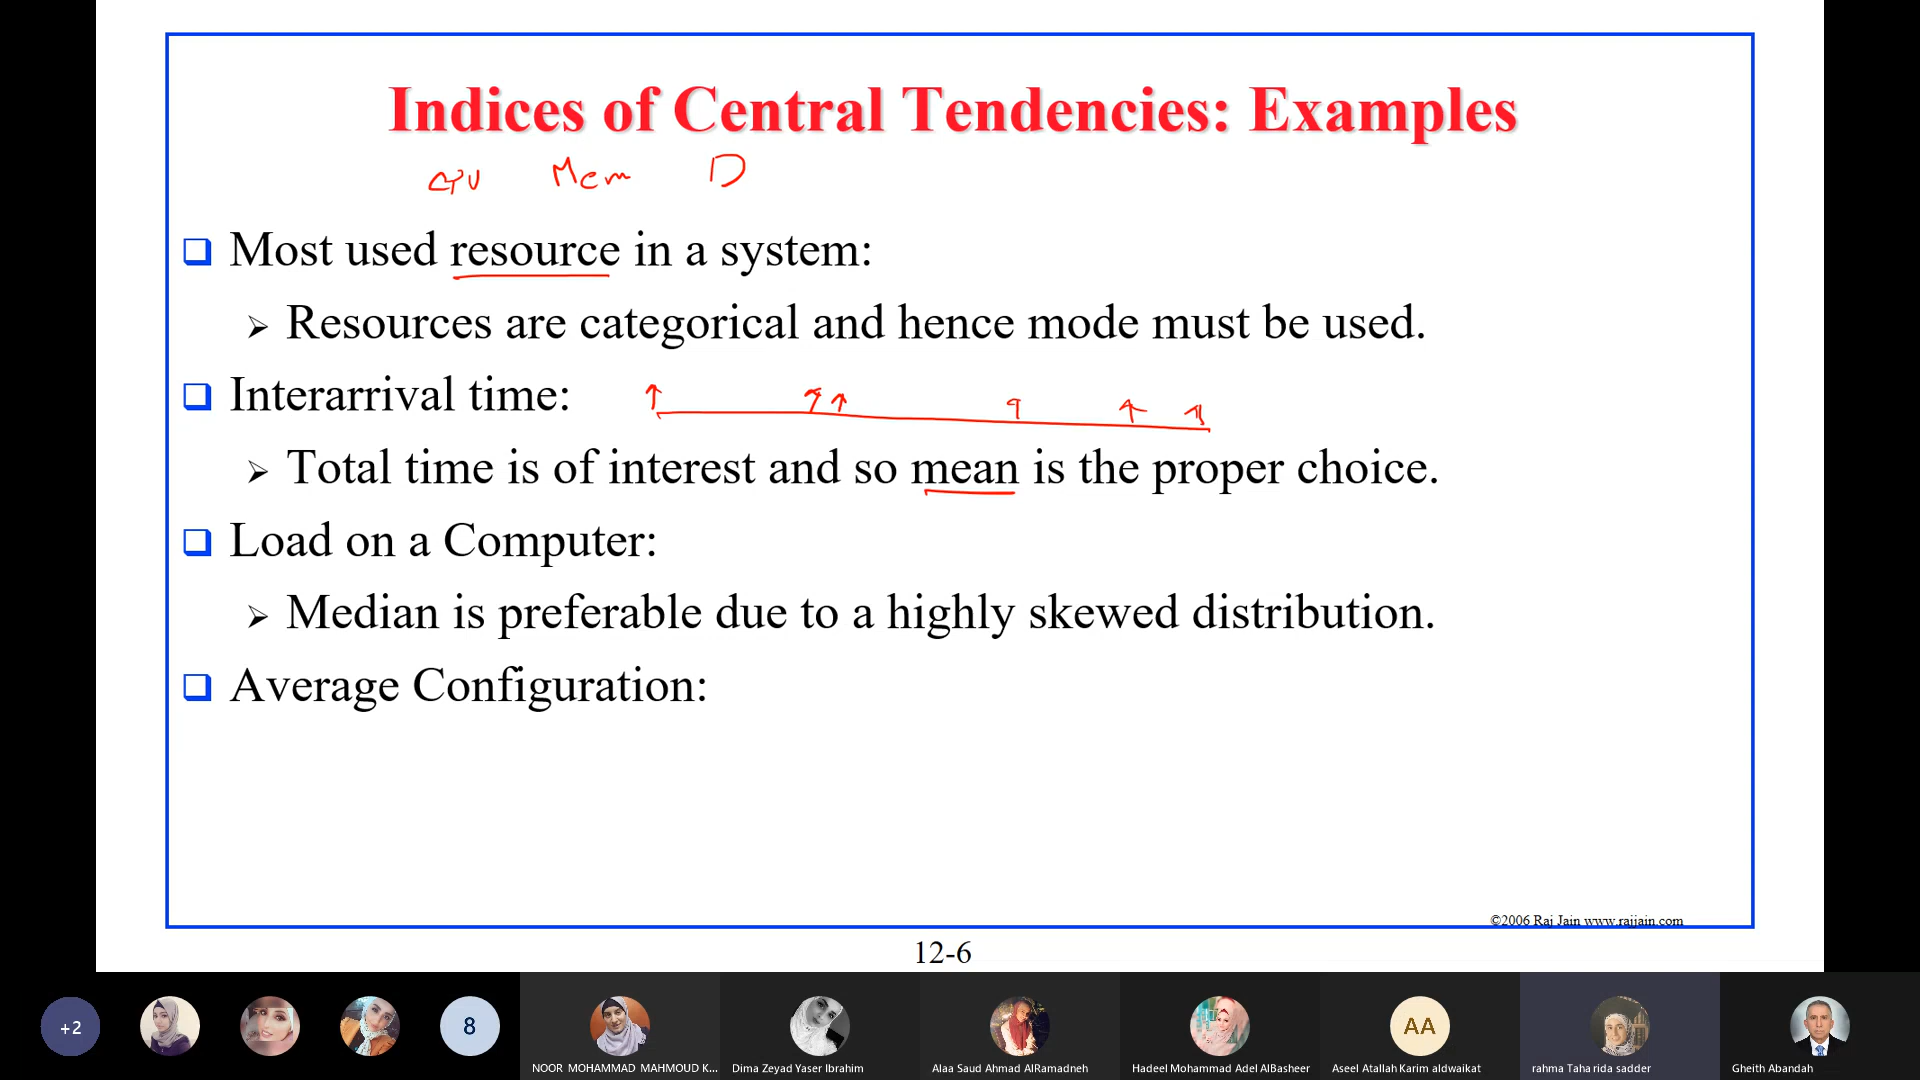 Indices of Central Tendencies: Examples
CPU Mem D
Most used resource in a system:
Resources are categorical and hence mode must be used.
Interarrival time:
Total time is of interest and so mean is the proper choice.
Load on a Computer:
Median is preferable due to a highly skewed distribution.
Average Configuration:
©2006 Raj Jain www.rajjain.com
12-6
+2
8
AA
NOOR MOHAMMAD MAHMOUD K...
Dima Zeyad Yaser Ibrahim
Alaa Saud Ahmad AlRamadneh
Hadeel Mohammad Adel AlBasheer
Aseel Atallah Karim aldwaikat
rahma Taha rida sadder
Gheith Abandah